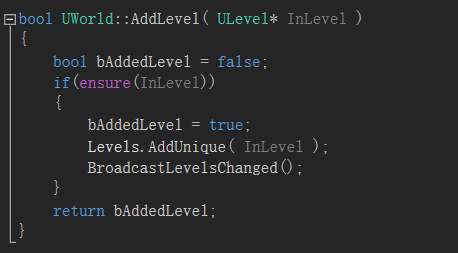 bool UWorld::AddLevel( ULevel* InLevel )
{
bool bAddedLevel = false;
if(ensure(InLevel))
{
bAddedLevel = true;
Levels.AddUnique( InLevel );
BroadcastLevelsChanged();
}
return bAddedLevel;
}